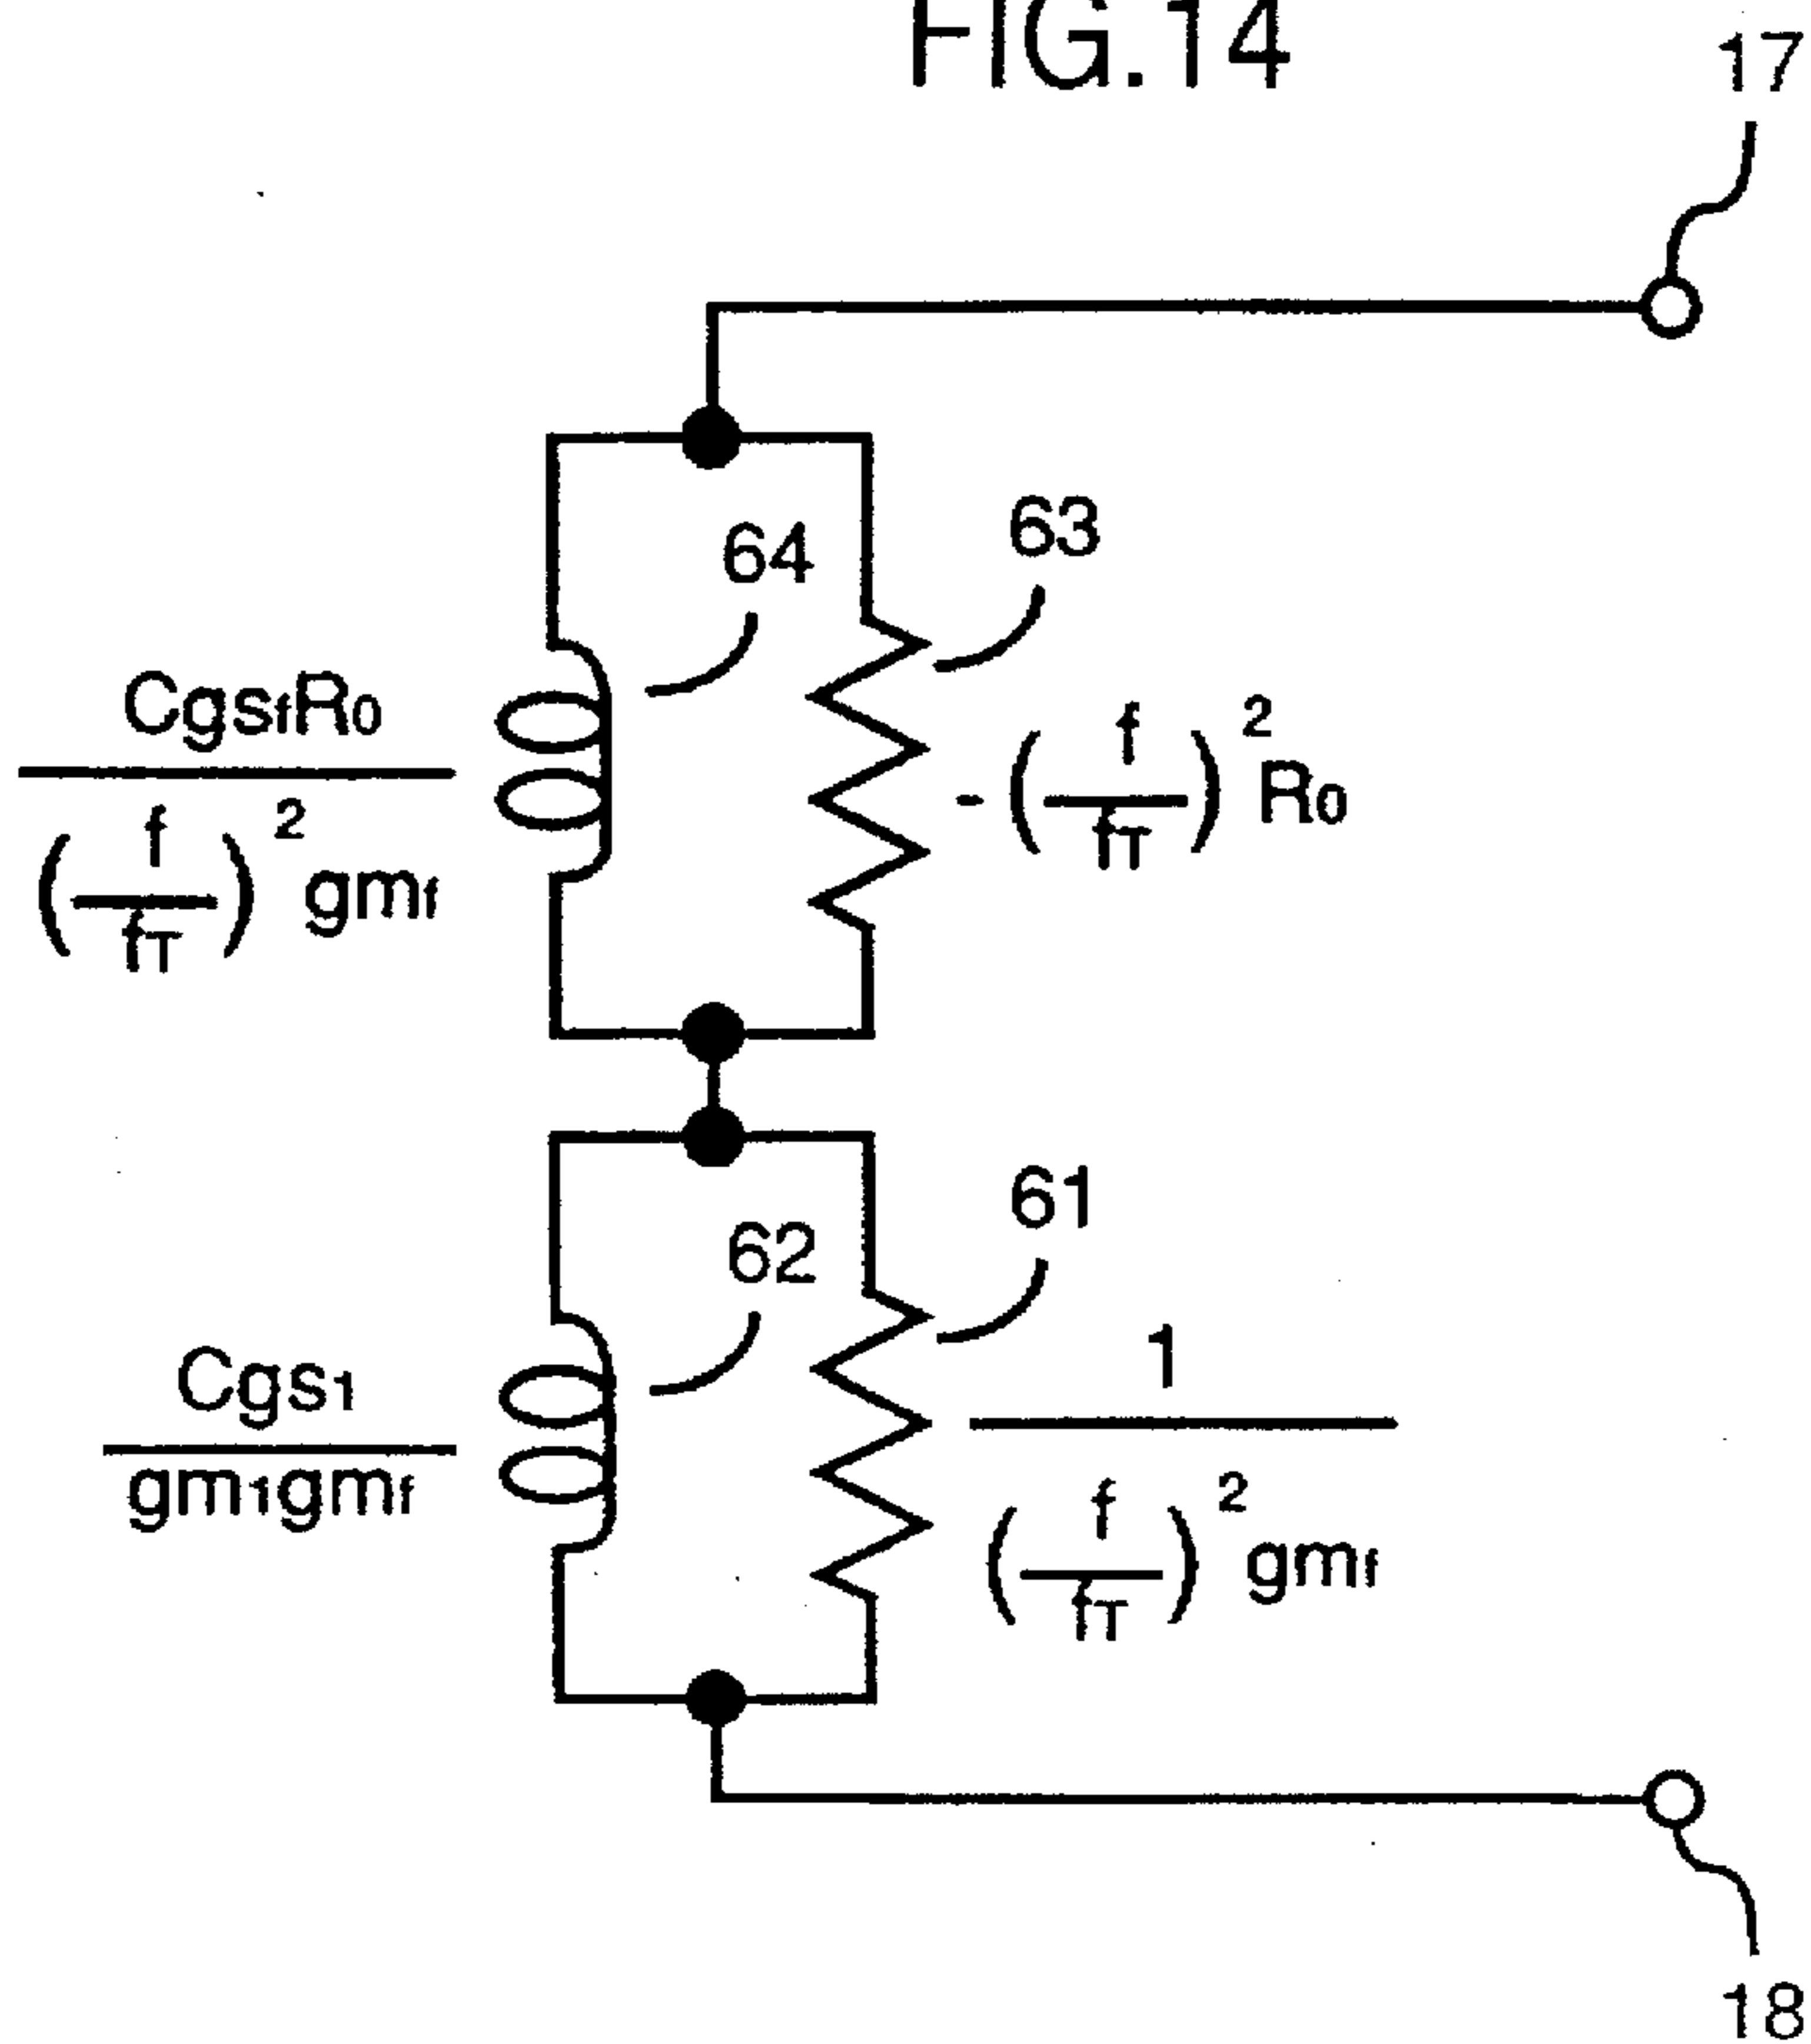 FIG.14
17
64
63
CgsfR0
( f / fT )2 gmf
- ( f / fT )2 R0
62
61
Cgs1
gm1gmf
1
( f / fT )2 gmf
18